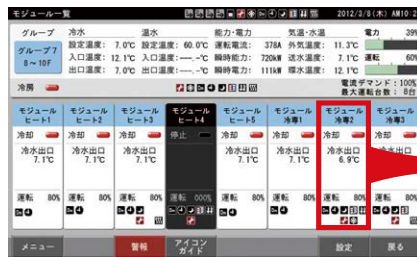 モジュール一覧 2012/3/8(木) AM10:2
グループ 冷水 温水 能力・電力 気温・水温 電力 39%
グループ7 8～10F
設定温度: 7.0℃ 設定温度: 60.0℃ 運転電流: 378A 外気温度: 11.3℃
入口温度: 12.1℃ 入口温度: --.-℃ 瞬時能力: 720kW 送水温度: 7.1℃ 運転 60%
出口温度: 7.0℃ 出口温度: --.-℃ 瞬時電力: 111kW 還水温度: 12.1℃
冷房 電流デマンド: 100%
最大運転台数: 8台
モジュール ヒート1 モジュール ヒート2 モジュール ヒート3 モジュール ヒート4 モジュール ヒート5 モジュール 冷専1 モジュール 冷専2 モジュール 冷専3
冷却 冷却 冷却 停止 冷却 冷却 冷却 冷却
冷水出口 冷水出口 冷水出口 冷水出口 冷水出口 冷水出口 冷水出口
7.1℃ 7.1℃ 7.1℃ 7.1℃ 7.1℃ 6.9℃ 7.1℃
運転 80% 運転 80% 運転 80% 運転 000% 運転 80% 運転 80% 運転 80% 運転 80%
メニュー 警報 アイコンガイド 設定 戻る